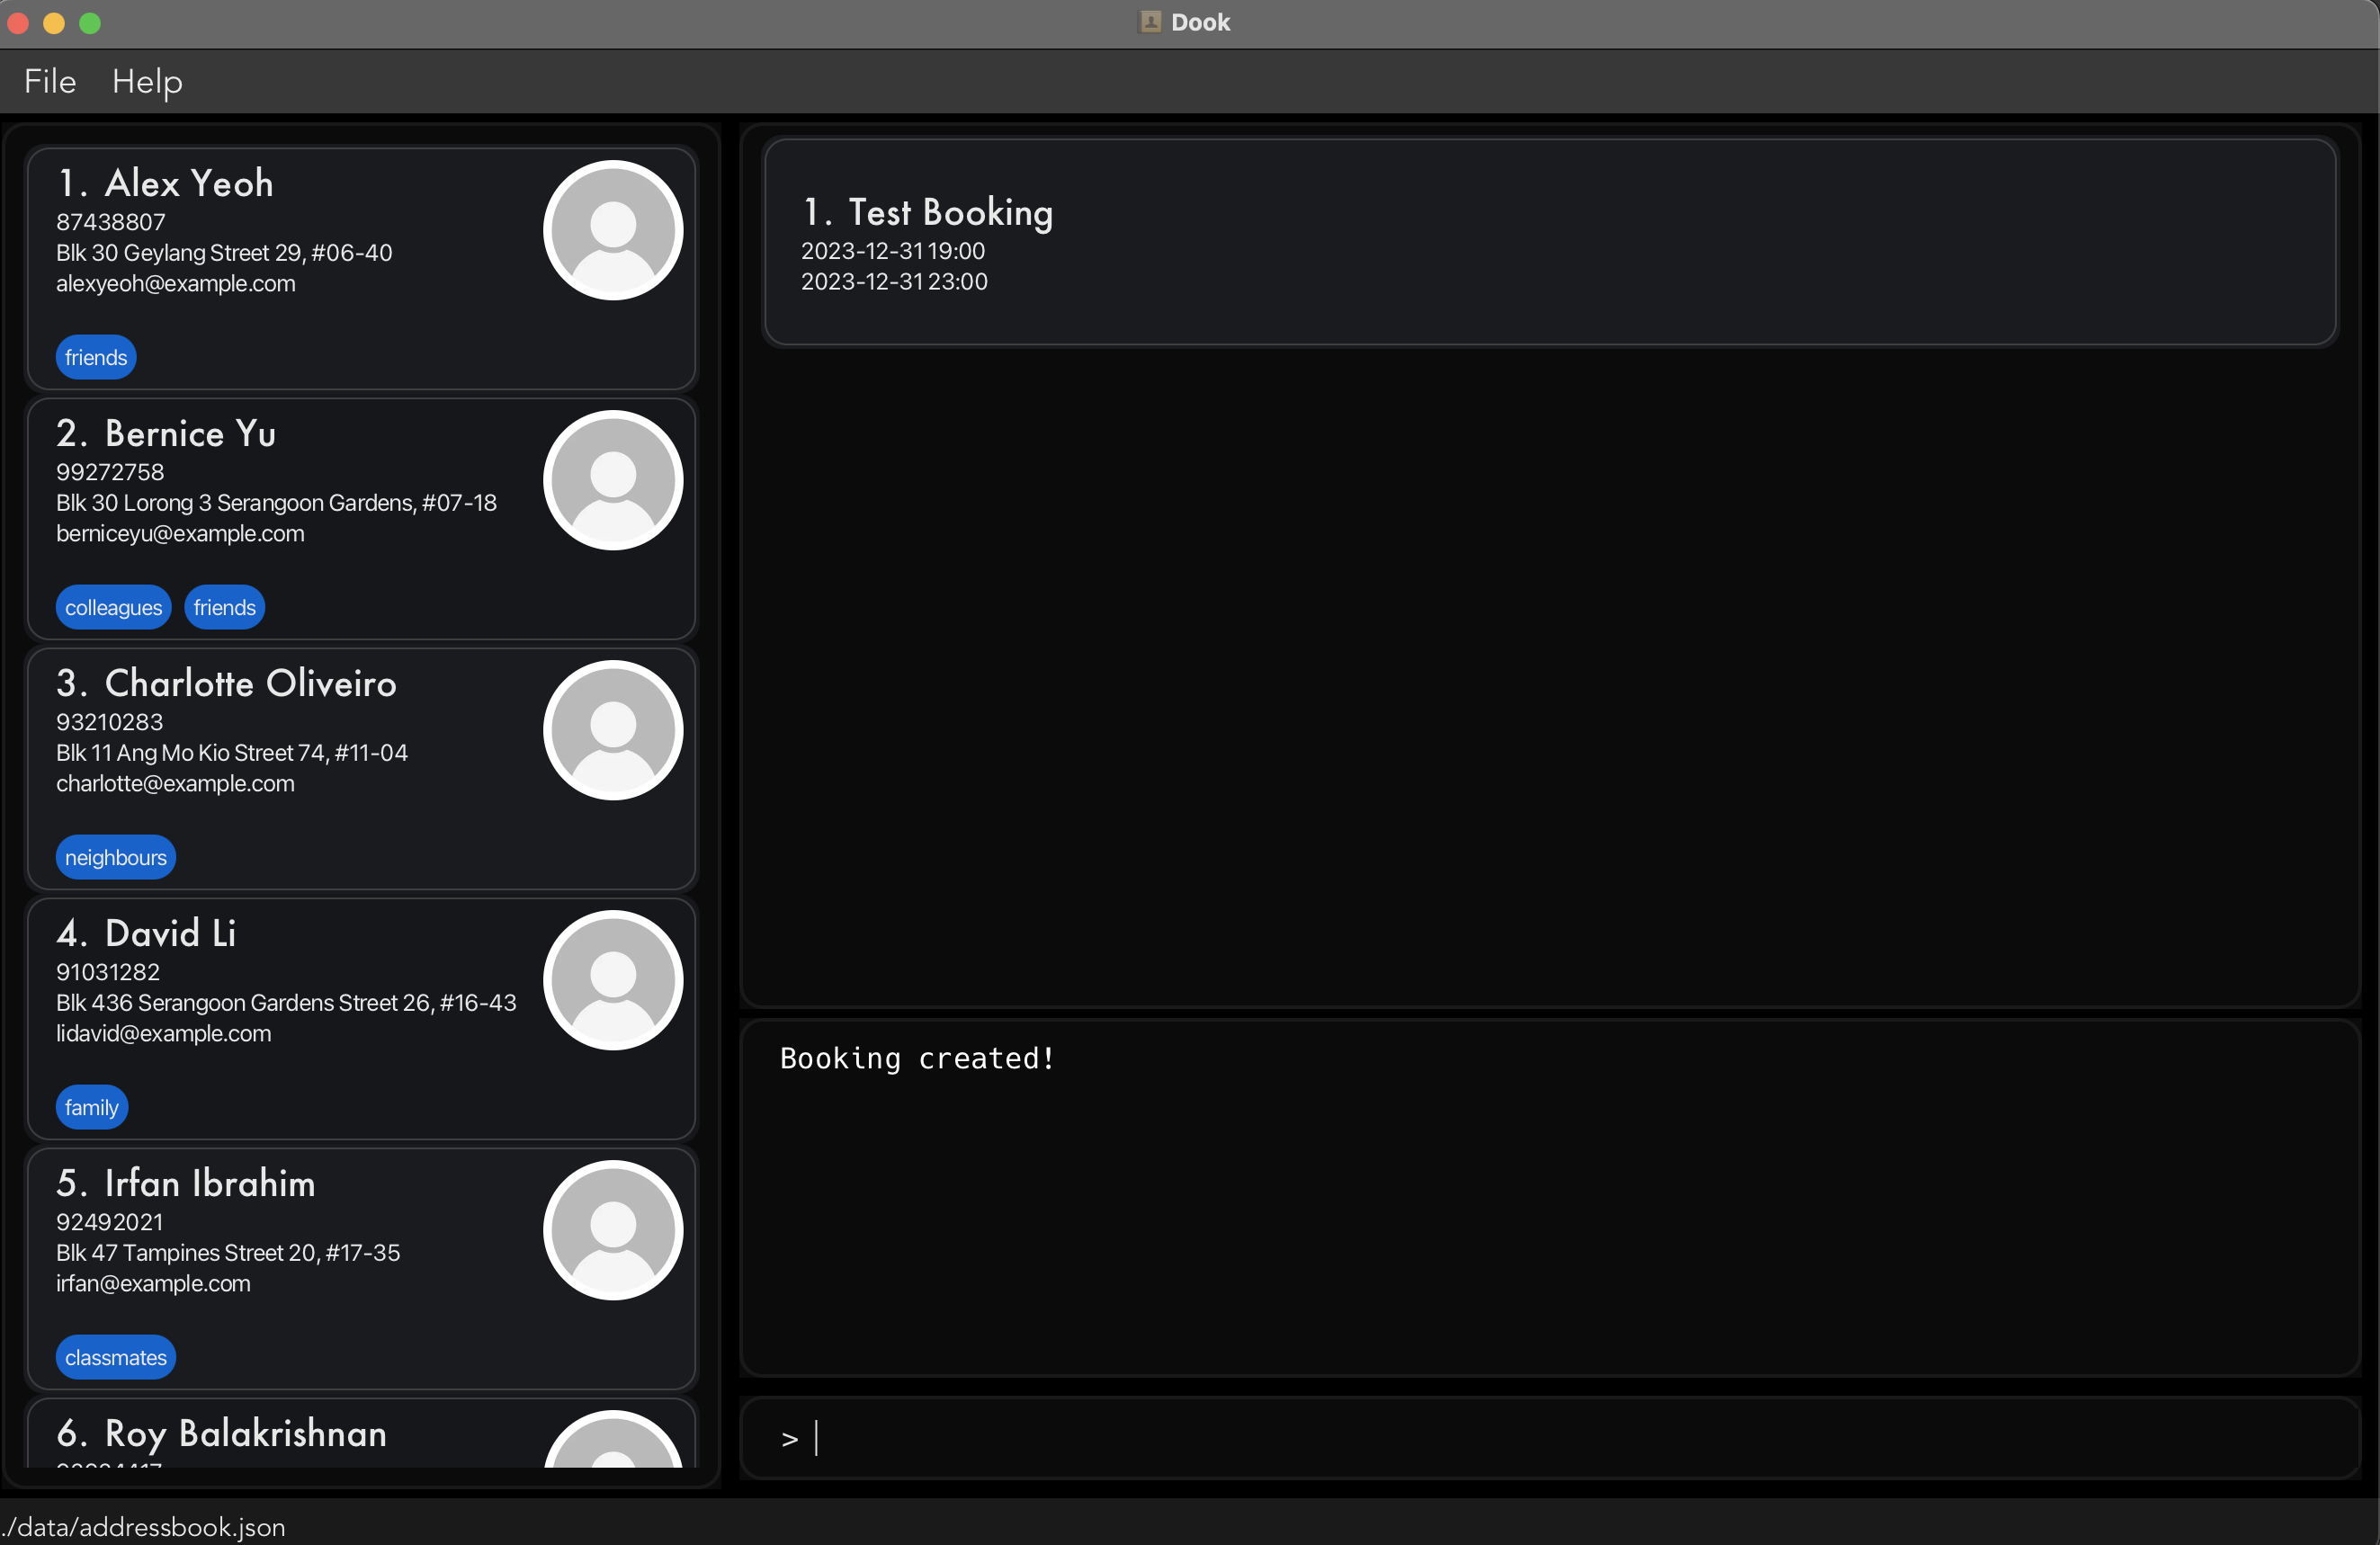 Dook
File Help
1. Alex Yeoh
87438807
Blk 30 Geylang Street 29, #06-40
alexyeoh@example.com
friends
2. Bernice Yu
99272758
Blk 30 Lorong 3 Serangoon Gardens, #07-18
berniceyu@example.com
colleagues friends
3. Charlotte Oliveiro
93210283
Blk 11 Ang Mo Kio Street 74, #11-04
charlotte@example.com
neighbours
4. David Li
91031282
Blk 436 Serangoon Gardens Street 26, #16-43
lidavid@example.com
family
5. Irfan Ibrahim
92492021
Blk 47 Tampines Street 20, #17-35
irfan@example.com
classmates
6. Roy Balakrishnan
1. Test Booking
2023-12-31 19:00
2023-12-31 23:00
Booking created!
>
./data/addressbook.json